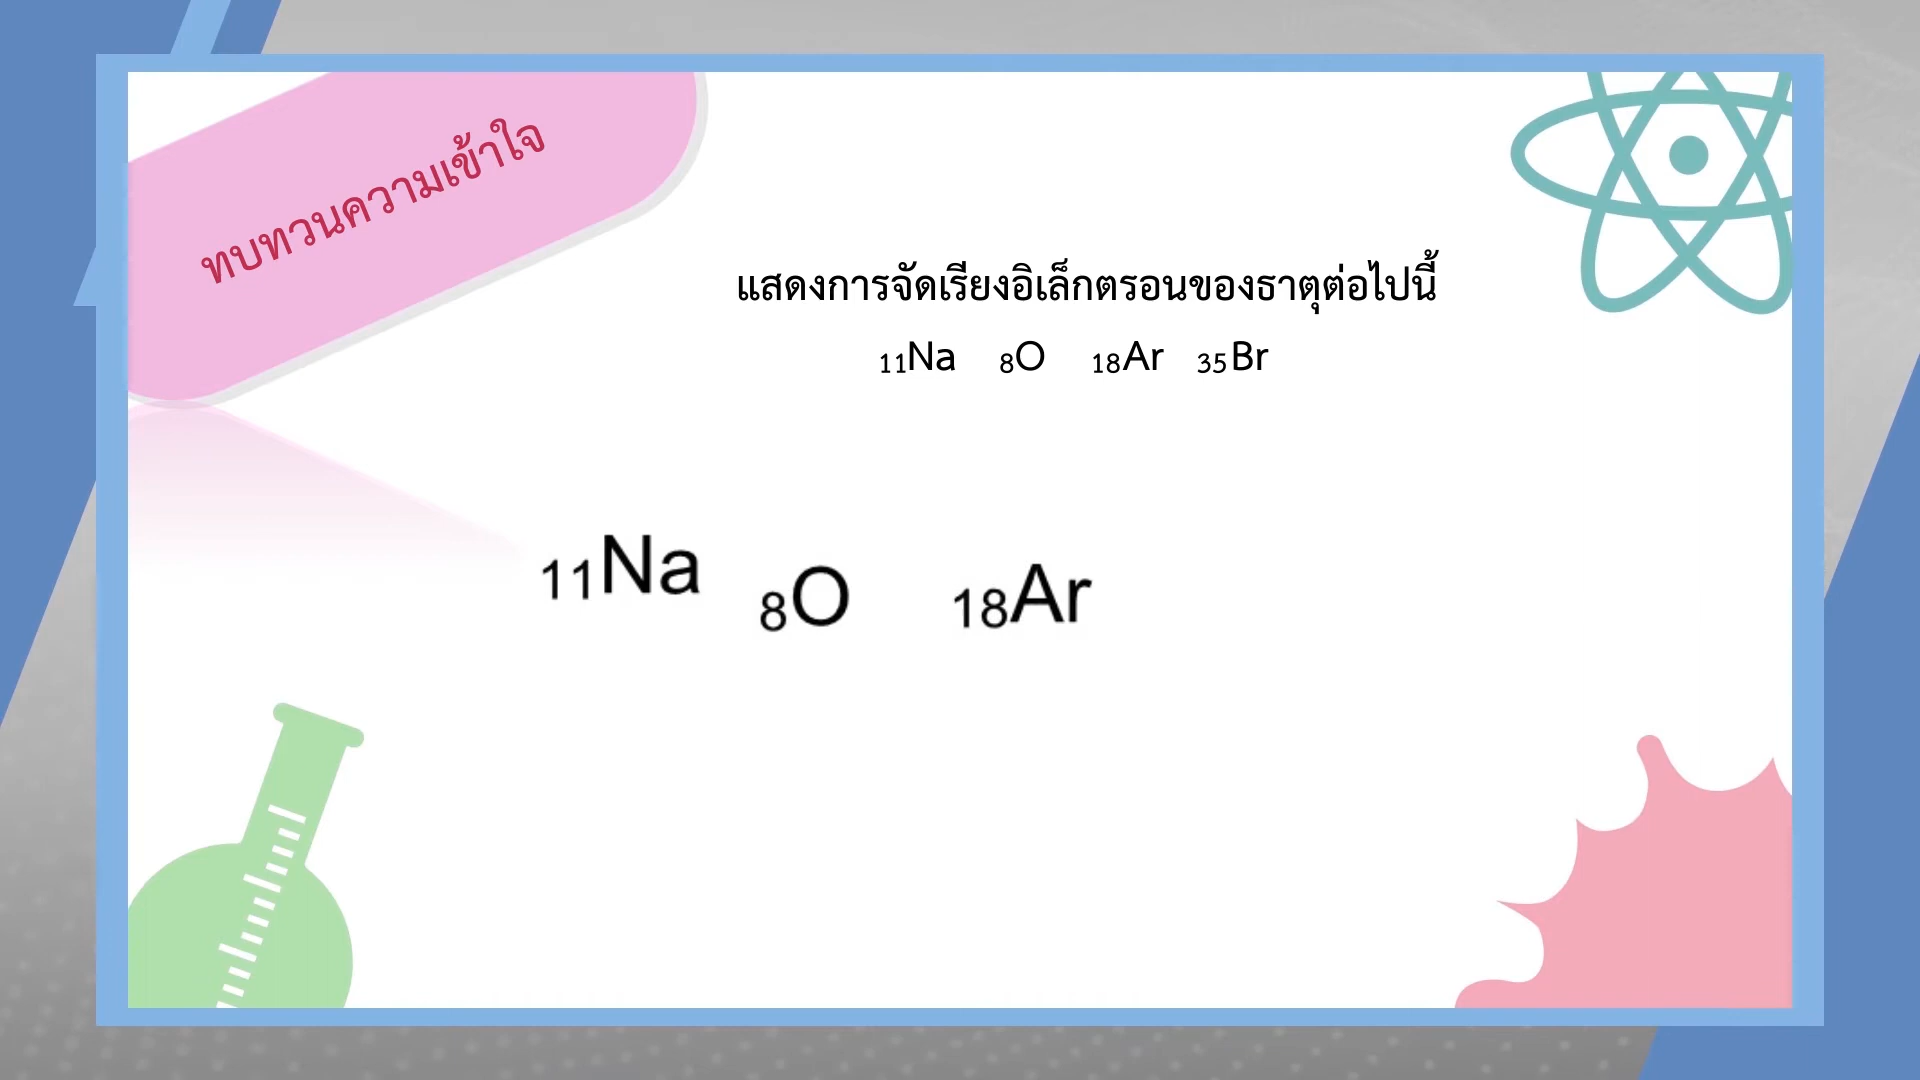 ทบทวนความเข้าใจ
แสดงการจัดเรียงอิเล็กตรอนของธาตุต่อไปนี้
₁₁Na ₈O ₁₈Ar ₃₅Br
₁₁Na ₈O ₁₈Ar